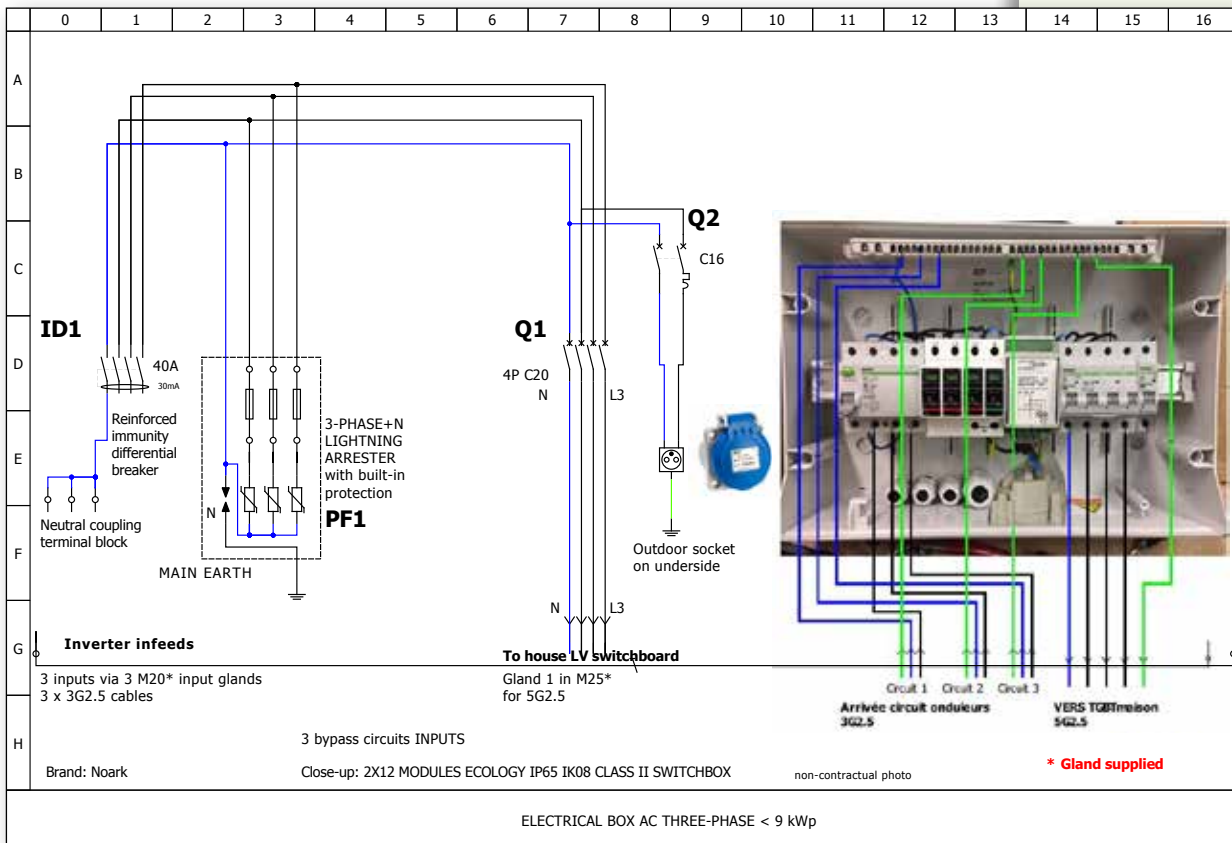 0 1 2 3 4 5 6 7 8 9 10 11 12 13 14 15 16
A
B
C
D
E
F
G
H
Q2
C16
ID1
40A
30mA
Reinforced
immunity
differential
breaker
Neutral coupling
terminal block
3-PHASE+N
LIGHTNING
ARRESTER
with built-in
protection
PF1
N
MAIN EARTH
Q1
4P C20
N L3
Outdoor socket
on underside
N L3
Inverter infeeds
3 inputs via 3 M20* input glands
3 x 3G2.5 cables
To house LV switchboard
Gland 1 in M25*
for 5G2.5
Circuit 1 Circuit 2 Circuit 3
Arrivée circuit onduleurs
3G2.5
VERS TGBT maison
5G2.5
3 bypass circuits INPUTS
Brand: Noark
Close-up: 2X12 MODULES ECOLOGY IP65 IK08 CLASS II SWITCHBOX
non-contractual photo
* Gland supplied
ELECTRICAL BOX AC THREE-PHASE < 9 kWp